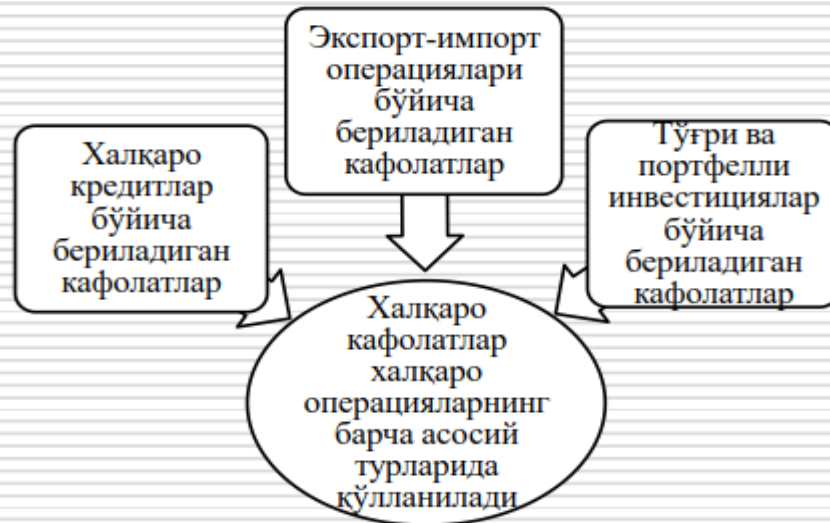 Экспорт-импорт
операциялари
бўйича
бериладиган
кафолатлар
Халқаро
кредитлар
бўйича
бериладиган
кафолатлар
Тўғри ва
портфелли
инвестициялар
бўйича
бериладиган
кафолатлар
Халқаро
кафолатлар
халқаро
операцияларнинг
барча асосий
турларида
қўлланилади